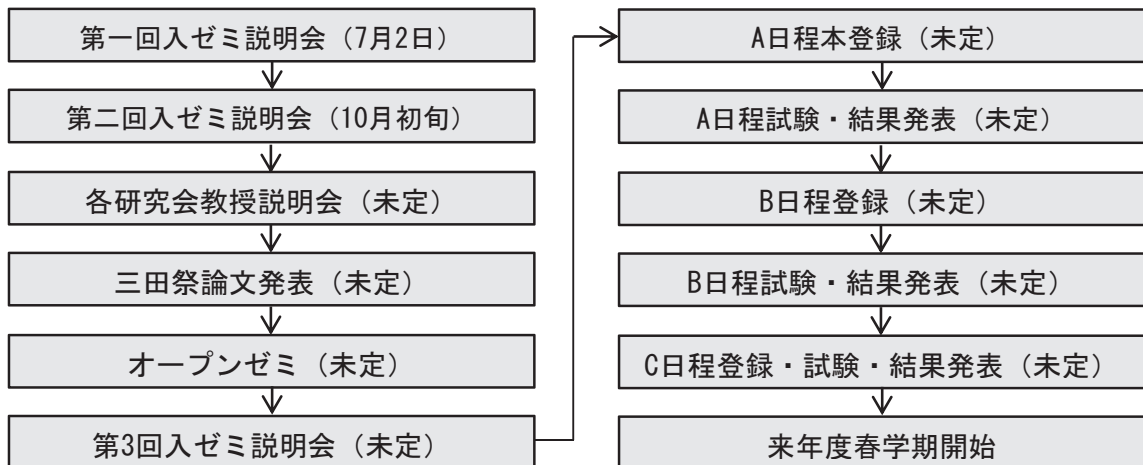 第一回入ゼミ説明会（7月2日）
第二回入ゼミ説明会（10月初旬）
各研究会教授説明会（未定）
三田祭論文発表（未定）
オープンゼミ（未定）
第3回入ゼミ説明会（未定）
A日程本登録（未定）
A日程試験・結果発表（未定）
B日程登録（未定）
B日程試験・結果発表（未定）
C日程登録・試験・結果発表（未定）
来年度春学期開始